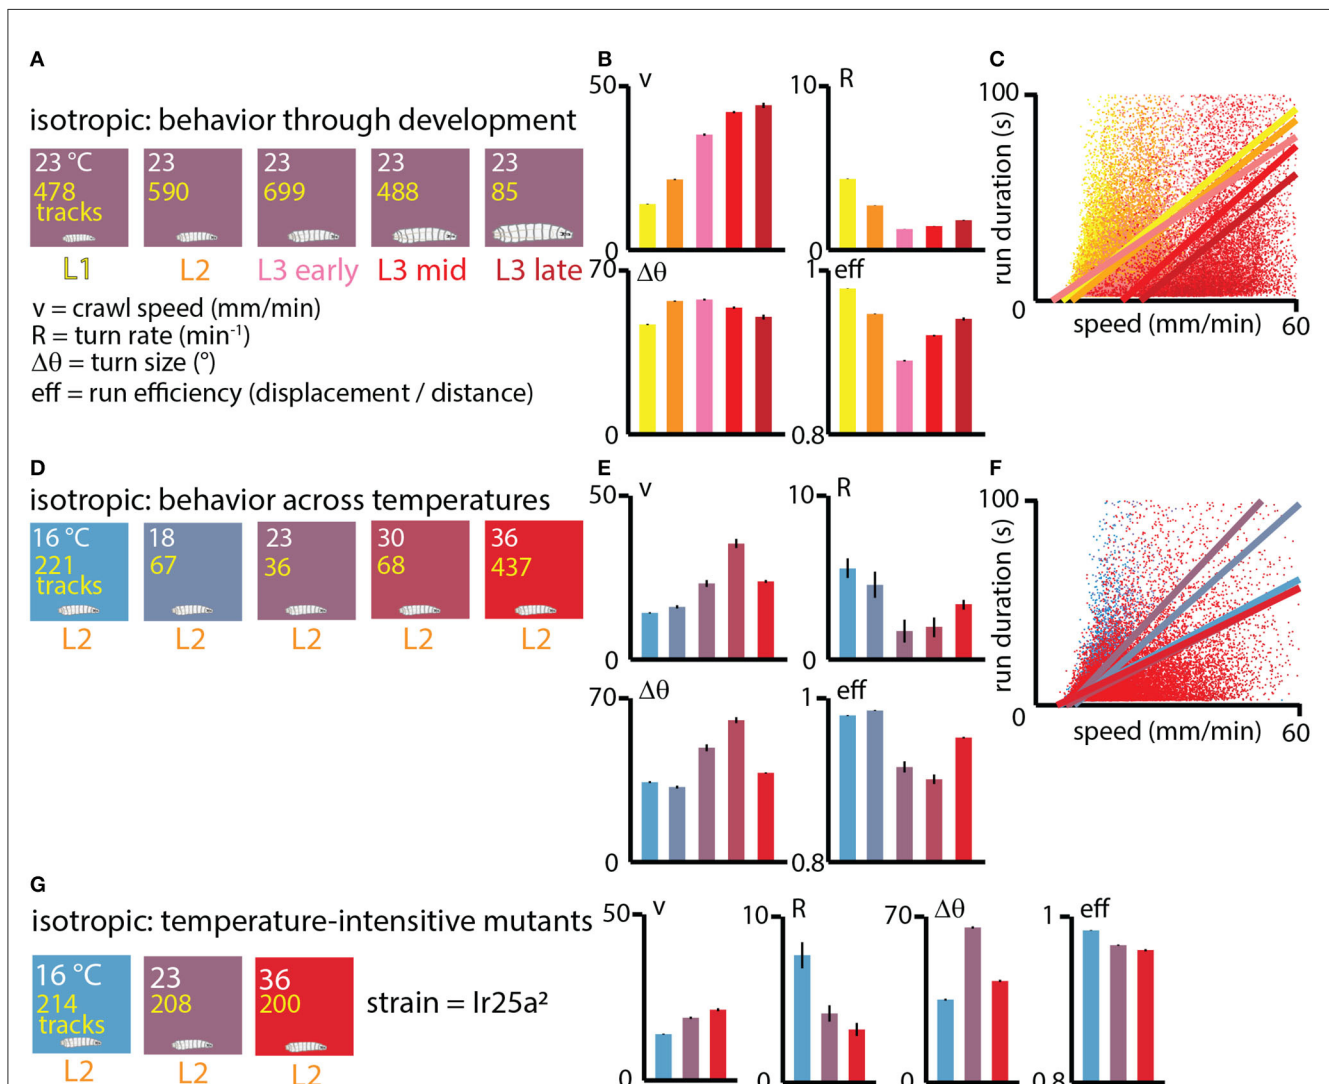 A
isotropic: behavior through development
23 °C
478
tracks
L1
23
590
L2
23
699
L3 early
23
488
L3 mid
23
85
L3 late
v = crawl speed (mm/min)
R = turn rate (min⁻¹)
Δθ = turn size (°)
eff = run efficiency (displacement / distance)
B
v
50
0
R
10
0
Δθ
70
0
eff
1
0.8
C
100
run duration (s)
0
speed (mm/min)
60
D
isotropic: behavior across temperatures
16 °C
221
tracks
L2
18
67
L2
23
36
L2
30
68
L2
36
437
L2
E
v
50
0
R
10
0
Δθ
70
0
eff
1
0.8
F
100
run duration (s)
0
speed (mm/min)
60
G
isotropic: temperature-intensitive mutants
16 °C
214
tracks
L2
23
208
L2
36
200
L2
strain = Ir25a²
v
50
0
R
10
0
Δθ
70
0
eff
1
0.8